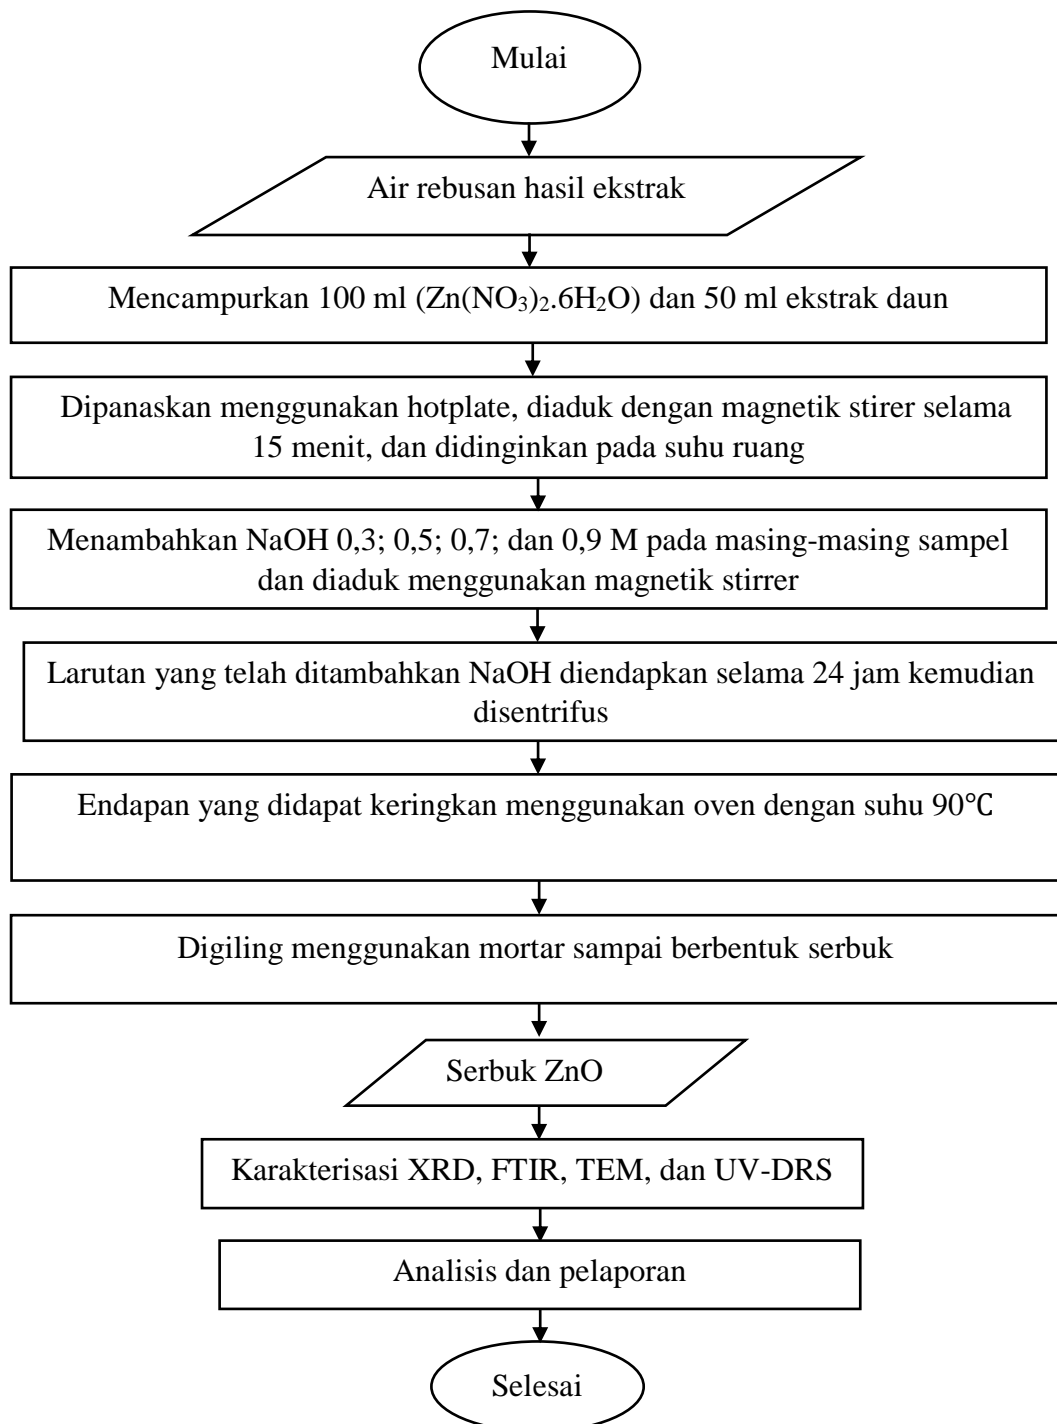 Mulai
Air rebusan hasil ekstrak
Mencampurkan 100 ml (Zn(NO₃)₂.6H₂O) dan 50 ml ekstrak daun
Dipanaskan menggunakan hotplate, diaduk dengan magnetik stirer selama
15 menit, dan didinginkan pada suhu ruang
Menambahkan NaOH 0,3; 0,5; 0,7; dan 0,9 M pada masing-masing sampel
dan diaduk menggunakan magnetik stirrer
Larutan yang telah ditambahkan NaOH diendapkan selama 24 jam kemudian
disentrifus
Endapan yang didapat keringkan menggunakan oven dengan suhu 90℃
Digiling menggunakan mortar sampai berbentuk serbuk
Serbuk ZnO
Karakterisasi XRD, FTIR, TEM, dan UV-DRS
Analisis dan pelaporan
Selesai